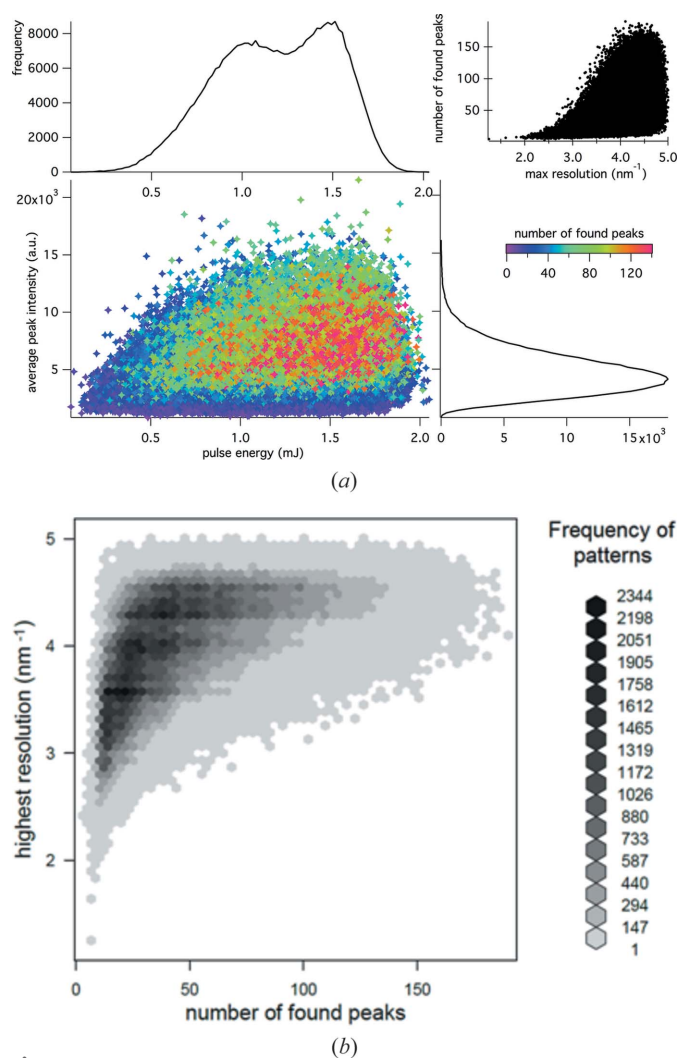 frequency
8000
6000
4000
2000
0
0.5 1.0 1.5 2.0
number of found peaks
150
100
50
2.0 3.0 4.0 5.0
max resolution (nm⁻¹)
average peak intensity (a.u.)
20x10³
15
10
5
0.5 1.0 1.5 2.0
pulse energy (mJ)
number of found peaks
0 40 80 120
0 5 10 15x10³
(a)
highest resolution (nm⁻¹)
5
4
3
2
0 50 100 150
number of found peaks
Frequency of
patterns
2344
2198
2051
1905
1758
1612
1465
1319
1172
1026
880
733
587
440
294
147
1
(b)